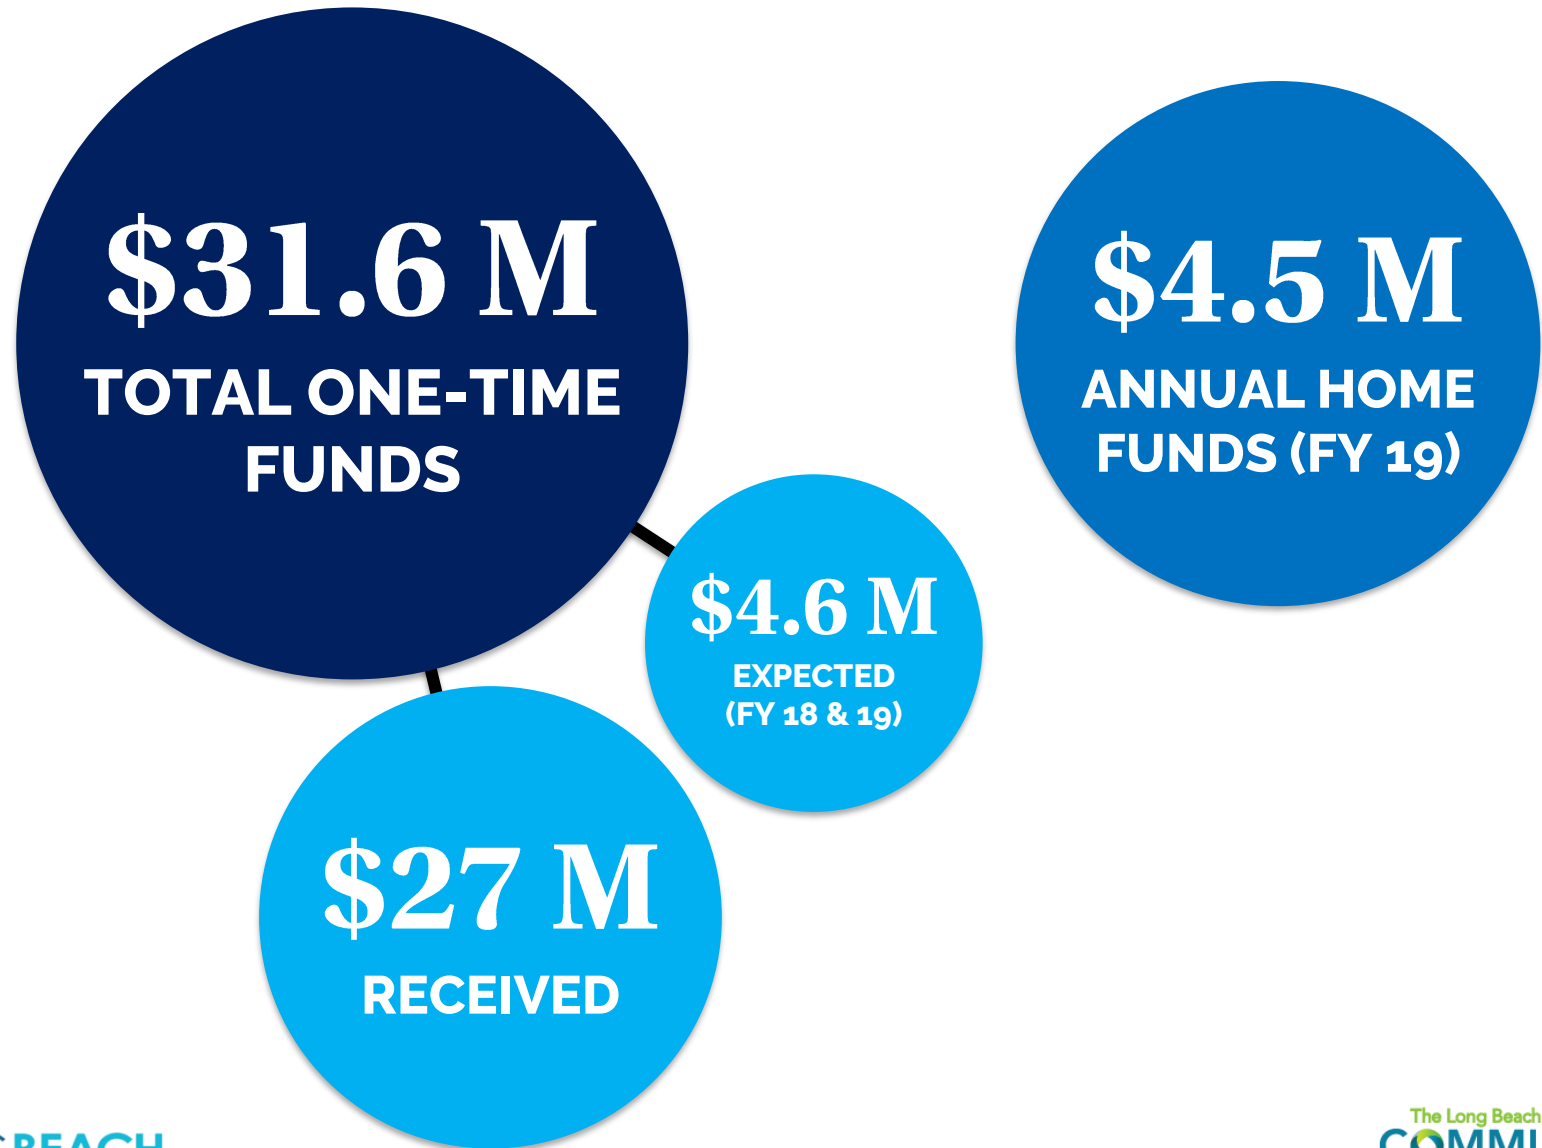 $31.6 M
TOTAL ONE-TIME
FUNDS
$4.5 M
ANNUAL HOME
FUNDS (FY 19)
$4.6 M
EXPECTED
(FY 18 & 19)
$27 M
RECEIVED
BEACH
The Long Beach